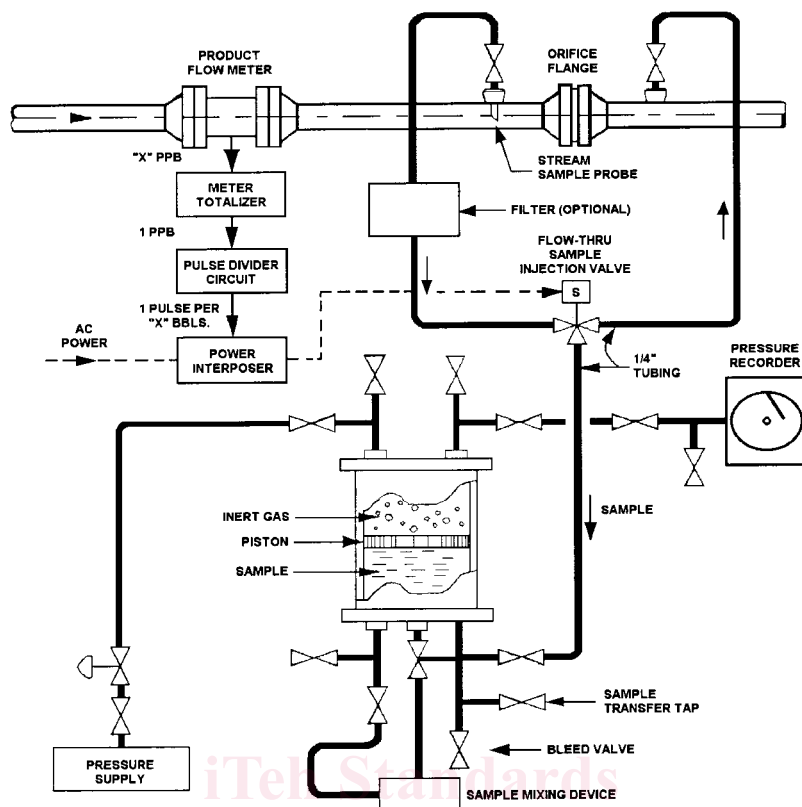 PRODUCT
FLOW METER
ORIFICE
FLANGE
"X" PPB
STREAM
SAMPLE PROBE
METER
TOTALIZER
FILTER (OPTIONAL)
1 PPB
FLOW-THRU
SAMPLE
INJECTION VALVE
PULSE DIVIDER
CIRCUIT
S
1 PULSE PER
"X" BBLS.
AC
POWER
POWER
INTERPOSER
1/4"
TUBING
PRESSURE
RECORDER
INERT GAS
PISTON
SAMPLE
SAMPLE
SAMPLE
TRANSFER TAP
BLEED VALVE
PRESSURE
SUPPLY
SAMPLE MIXING DEVICE
iTeh Standards